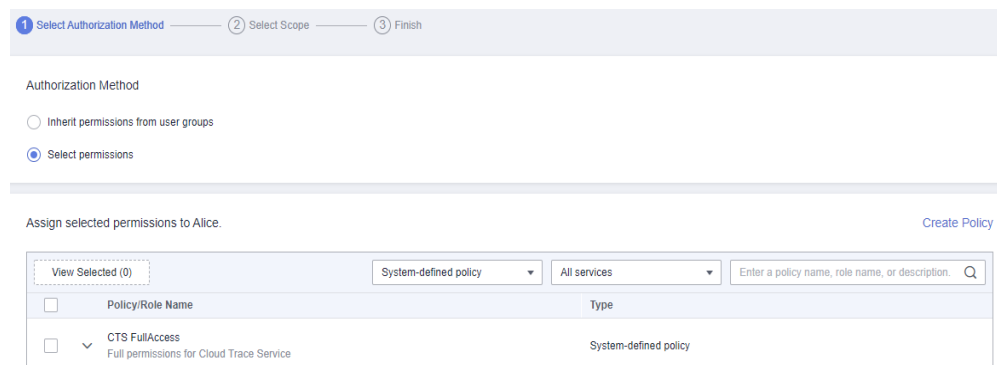 1 Select Authorization Method 2 Select Scope 3 Finish
Authorization Method
Inherit permissions from user groups
Select permissions
Assign selected permissions to Alice. Create Policy
View Selected (0) System-defined policy All services Enter a policy name, role name, or description.
Policy/Role Name Type
CTS FullAccess
Full permissions for Cloud Trace Service System-defined policy